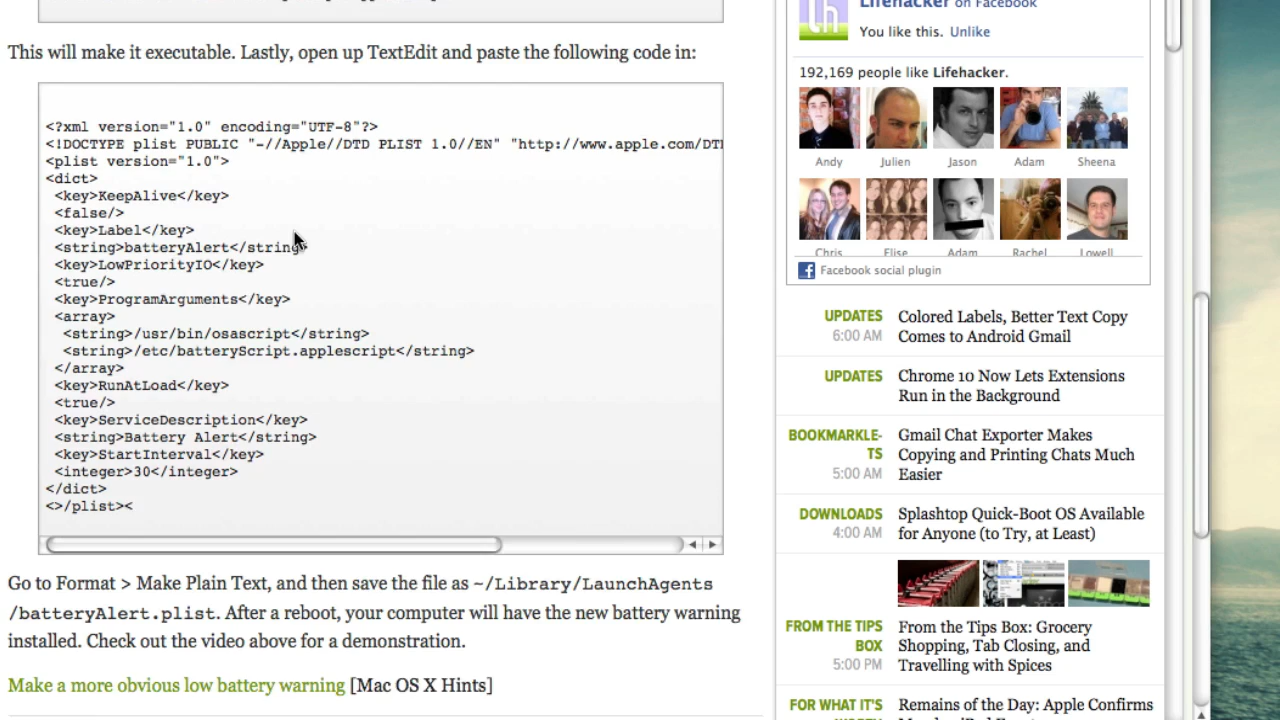 This will make it executable. Lastly, open up TextEdit and paste the following code in:
<?xml version="1.0" encoding="UTF-8"?>
<!DOCTYPE plist PUBLIC "-//Apple//DTD PLIST 1.0//EN" "http://www.apple.com/DT
<plist version="1.0">
<dict>
<key>KeepAlive</key>
<false/>
<key>Label</key>
<string>batteryAlert</string>
<key>LowPriorityIO</key>
<true/>
<key>ProgramArguments</key>
<array>
<string>/usr/bin/osascript</string>
<string>/etc/batteryScript.applescript</string>
</array>
<key>RunAtLoad</key>
<true/>
<key>ServiceDescription</key>
<string>Battery Alert</string>
<key>StartInterval</key>
<integer>30</integer>
</dict>
<>/plist><
Go to Format > Make Plain Text, and then save the file as ~/Library/LaunchAgents
/batteryAlert.plist. After a reboot, your computer will have the new battery warning
installed. Check out the video above for a demonstration.
Make a more obvious low battery warning [Mac OS X Hints]
lh
Lifehacker on Facebook
You like this. Unlike
192,169 people like Lifehacker.
Andy Julien Jason Adam Sheena
Chris Elise Adam Rachel Lowell
Facebook social plugin
UPDATES
6:00 AM
Colored Labels, Better Text Copy
Comes to Android Gmail
UPDATES
Chrome 10 Now Lets Extensions
Run in the Background
BOOKMARKLE-
TS
5:00 AM
Gmail Chat Exporter Makes
Copying and Printing Chats Much
Easier
DOWNLOADS
4:00 AM
Splashtop Quick-Boot OS Available
for Anyone (to Try, at Least)
FROM THE TIPS
BOX
5:00 PM
From the Tips Box: Grocery
Shopping, Tab Closing, and
Travelling with Spices
FOR WHAT IT'S
Remains of the Day: Apple Confirms